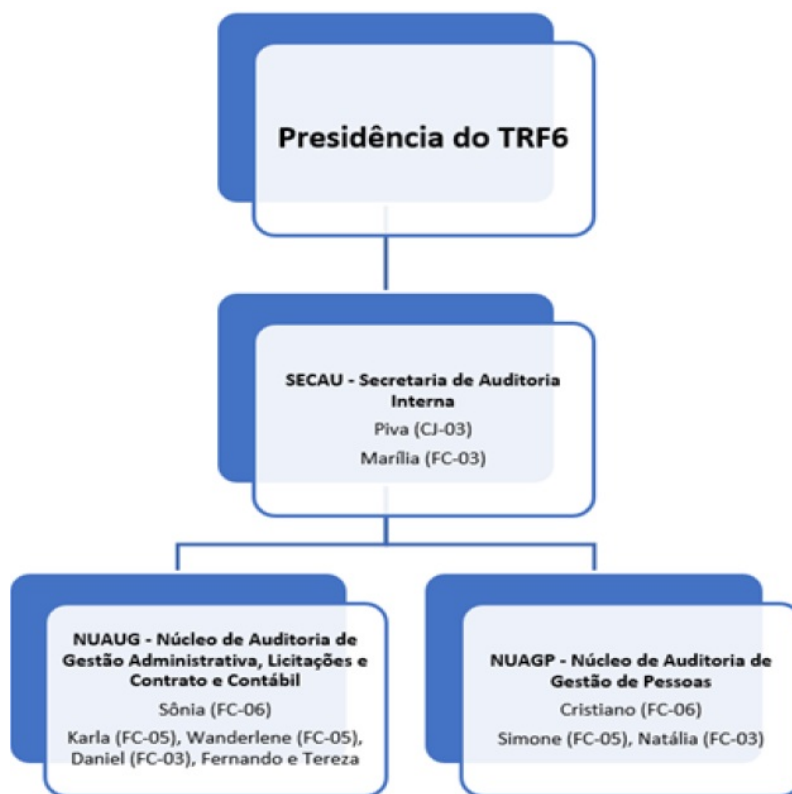 Presidência do TRF6
SECAU - Secretaria de Auditoria
Interna
Piva (CJ-03)
Marília (FC-03)
NUAUG - Núcleo de Auditoria de
Gestão Administrativa, Licitações e
Contrato e Contábil
Sônia (FC-06)
Karla (FC-05), Wanderlene (FC-05),
Daniel (FC-03), Fernando e Tereza
NUAGP - Núcleo de Auditoria de
Gestão de Pessoas
Cristiano (FC-06)
Simone (FC-05), Natália (FC-03)